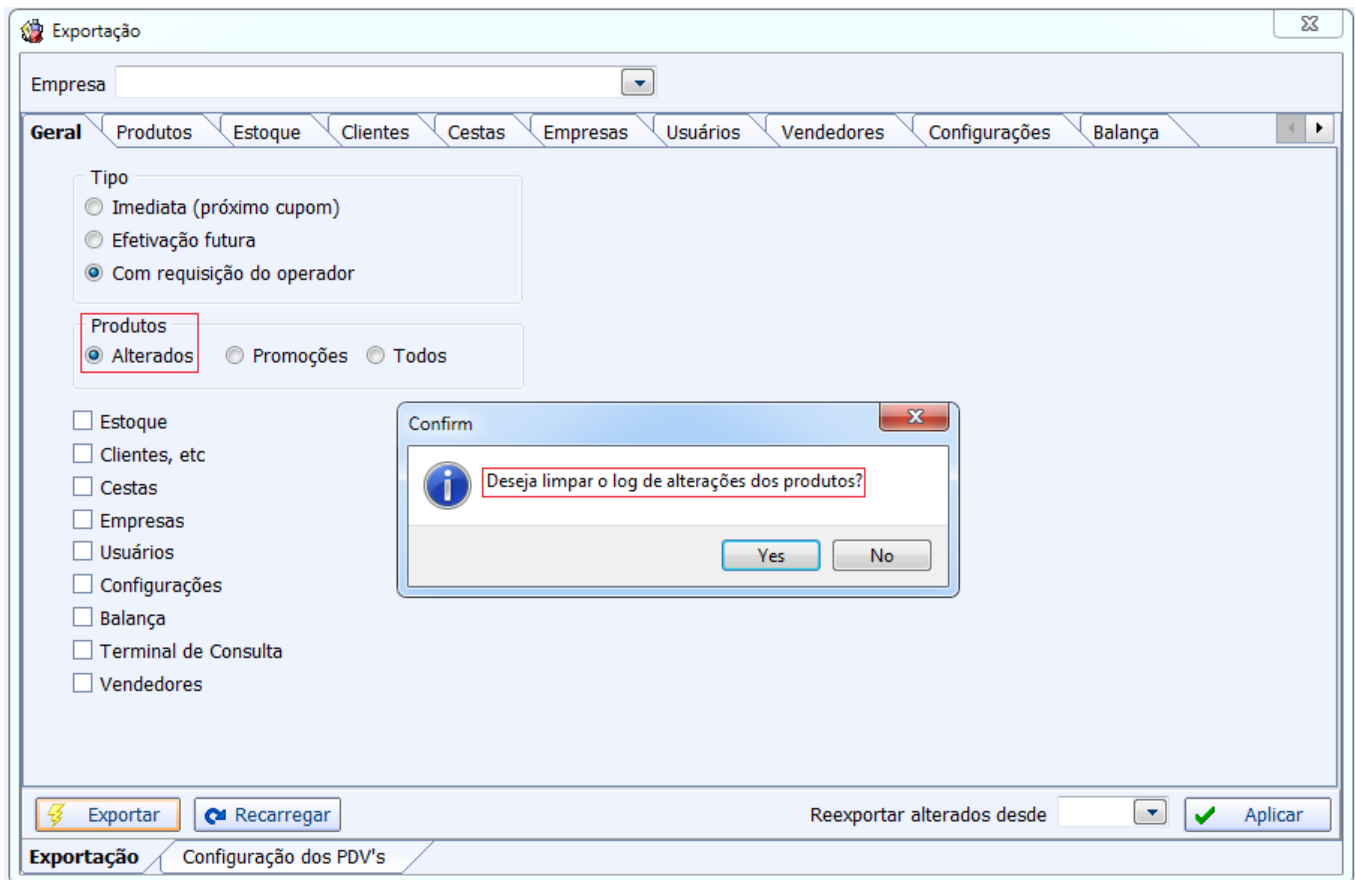 Exportação
Empresa
Geral Produtos Estoque Clientes Cestas Empresas Usuários Vendedores Configurações Balança
Tipo
Imediata (próximo cupom)
Efetivação futura
Com requisição do operador
Produtos
Alterados Promoções Todos
Estoque
Clientes, etc
Cestas
Empresas
Usuários
Configurações
Balança
Terminal de Consulta
Vendedores
Confirm
Deseja limpar o log de alterações dos produtos?
Yes No
Exportar Recarregar Reexportar alterados desde Aplicar
Exportação Configuração dos PDV's